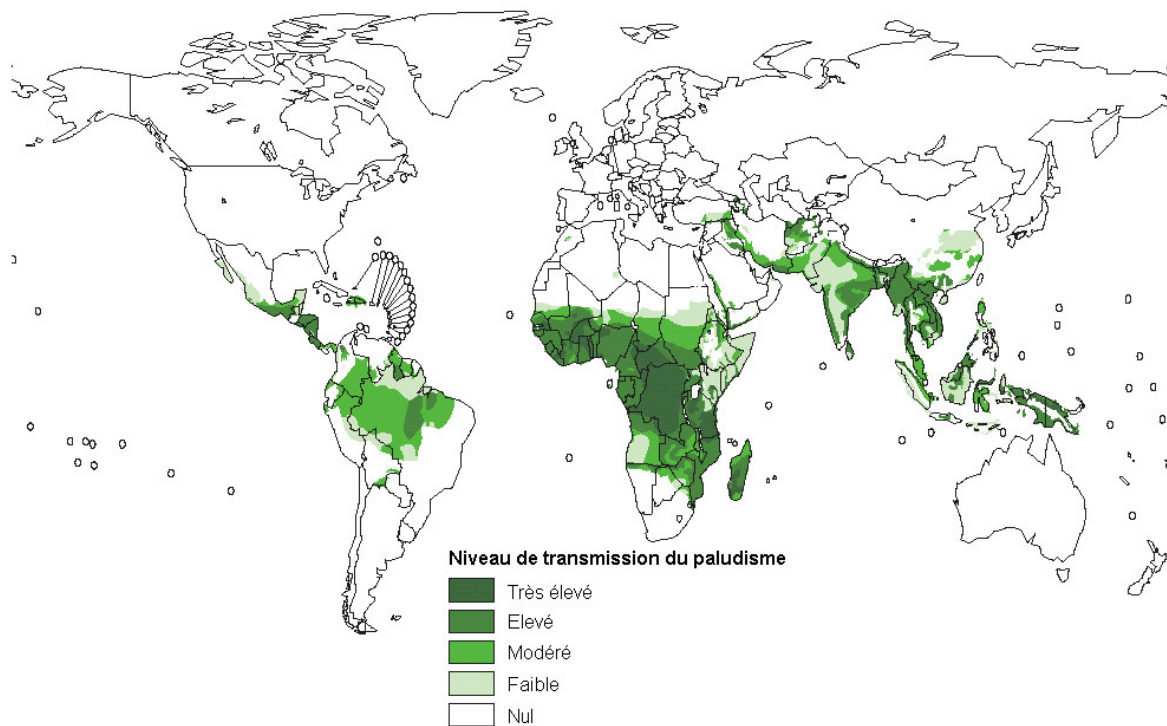 Niveau de transmission du paludisme
Très élevé
Elevé
Modéré
Faible
Nul